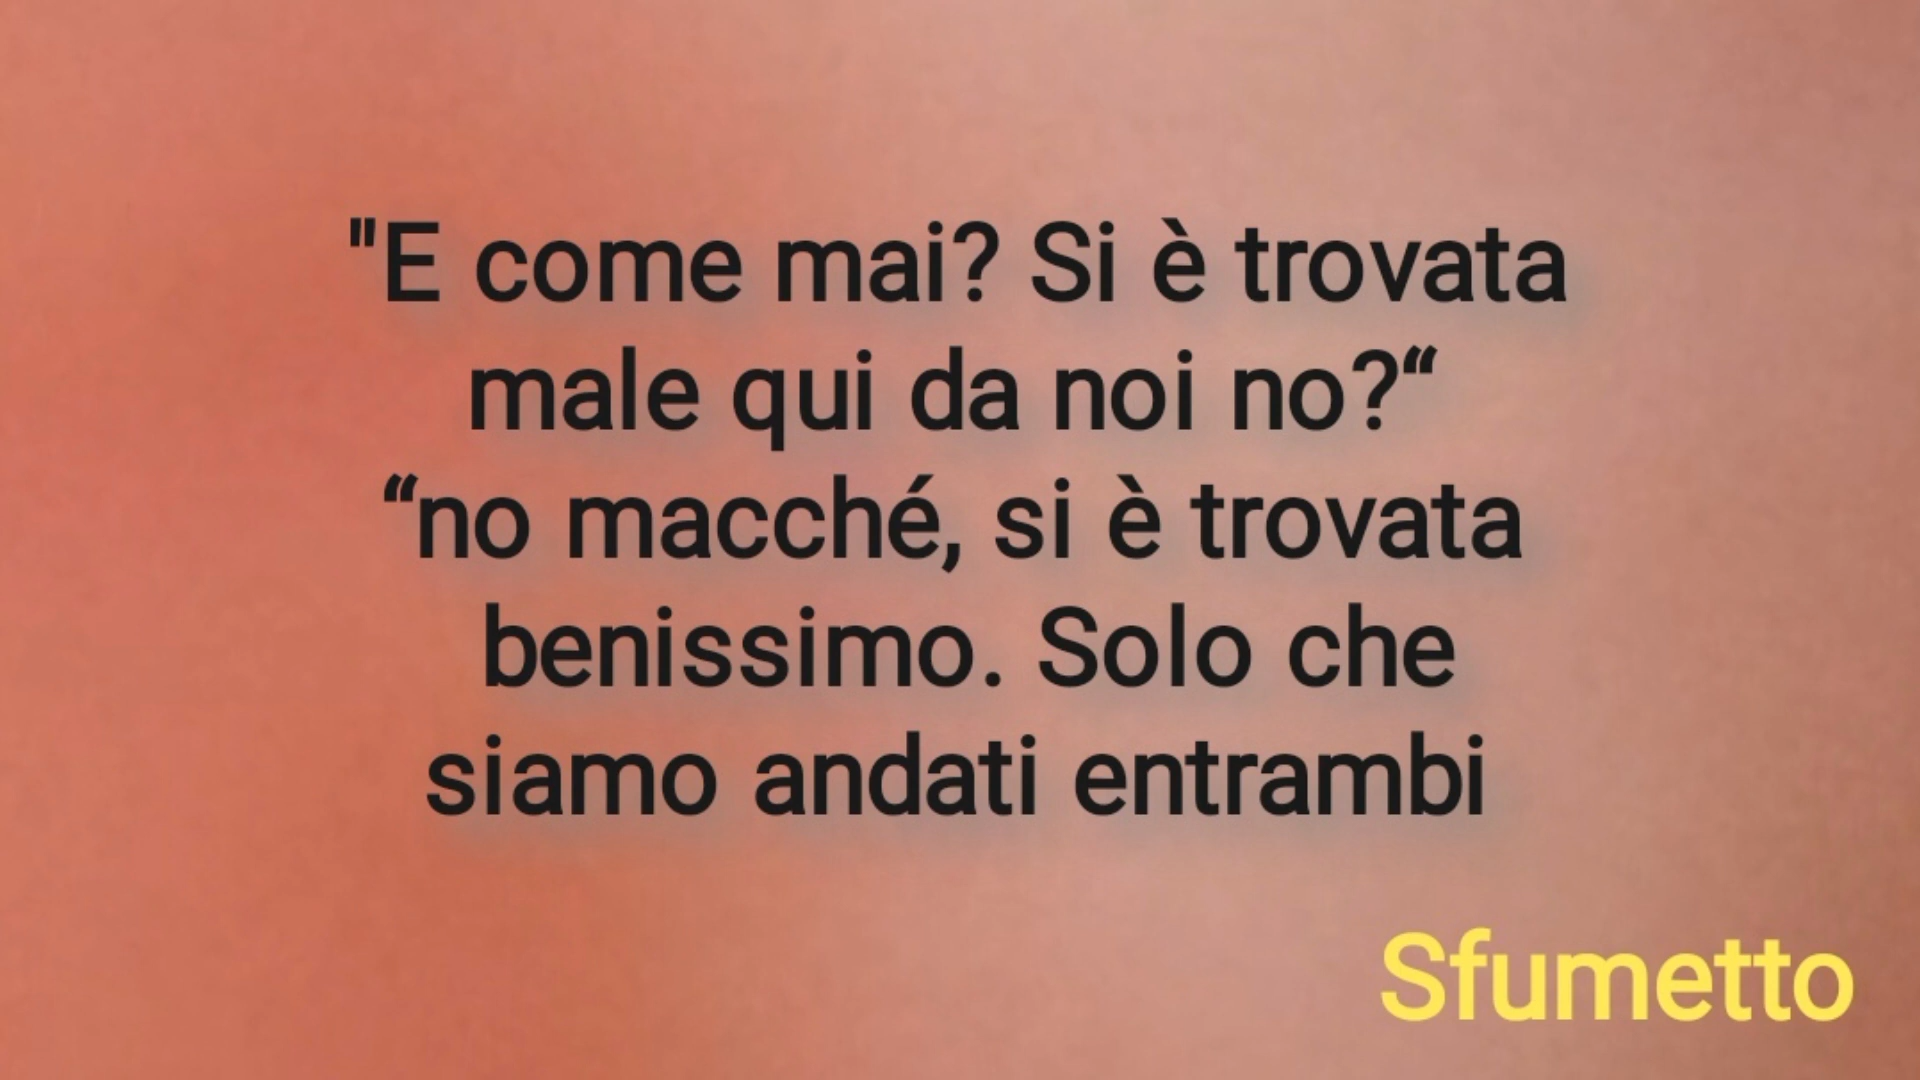 "E come mai? Si è trovata
male qui da noi no?“
“no macché, si è trovata
benissimo. Solo che
siamo andati entrambi
Sfumetto